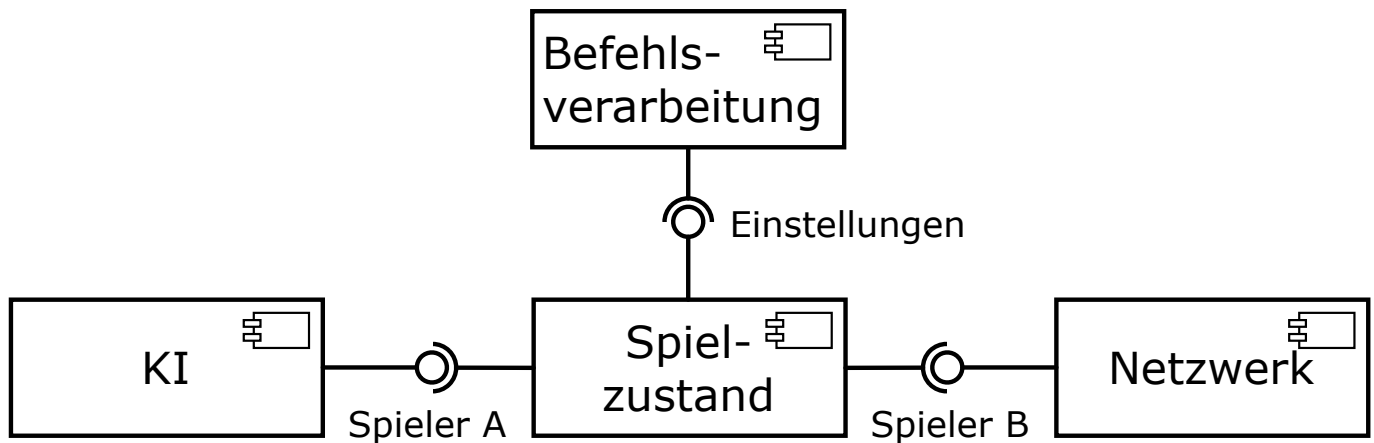 Befehls-
verarbeitung
Einstellungen
KI
Spiel-
zustand
Netzwerk
Spieler A
Spieler B